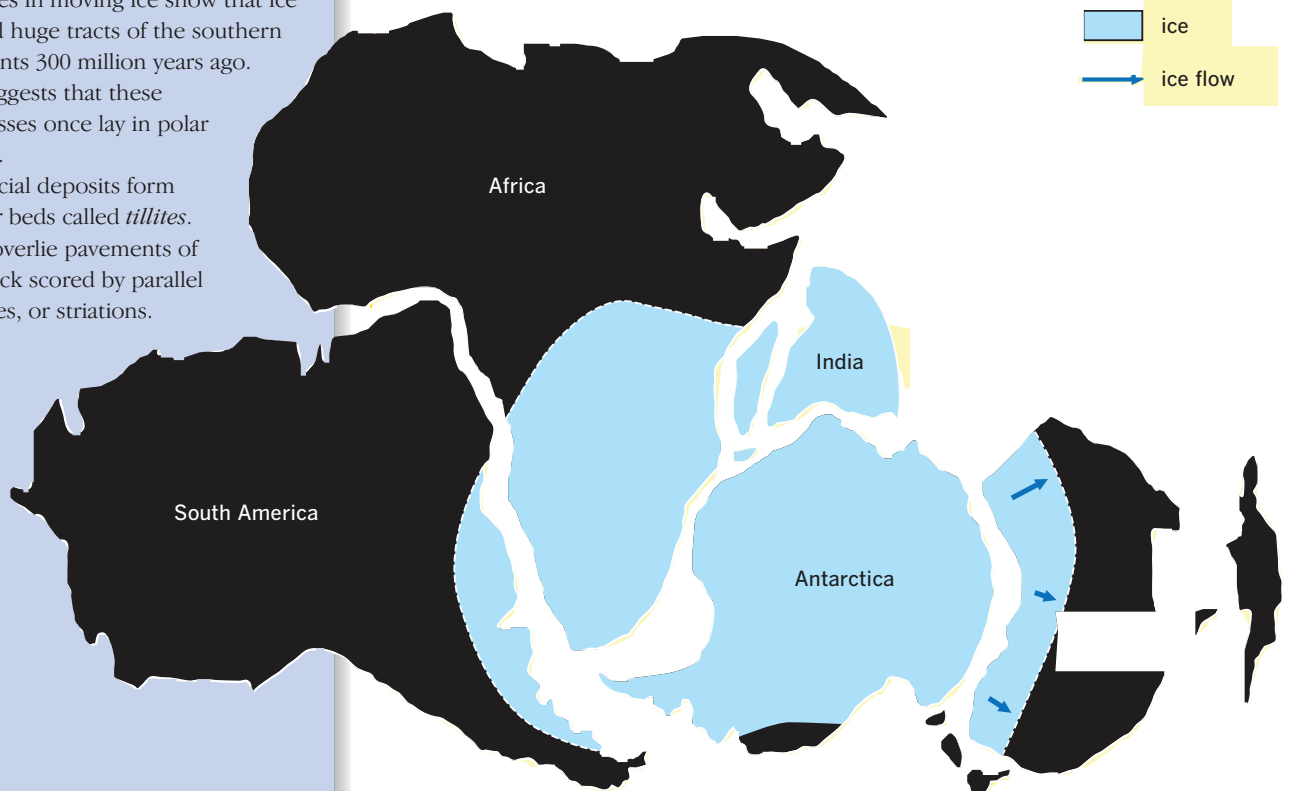 es in moving ice show that ice
d huge tracts of the southern
nts 300 million years ago.
ggests that these
sses once lay in polar
.
cial deposits form
r beds called tillites.
overlie pavements of
ck scored by parallel
es, or striations.
ice
ice flow
Africa
India
South America
Antarctica